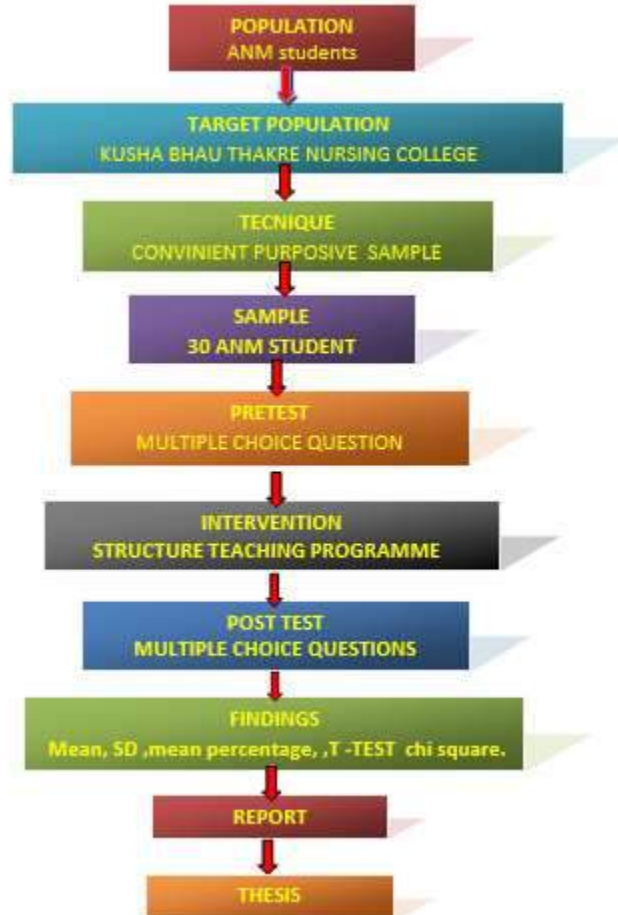 POPULATION
ANM students
TARGET POPULATION
KUSHA BHAU THAKRE NURSING COLLEGE
TECNIQUE
CONVINIENT PURPOSIVE SAMPLE
SAMPLE
30 ANM STUDENT
PRETEST
MULTIPLE CHOICE QUESTION
INTERVENTION
STRUCTURE TEACHING PROGRAMME
POST TEST
MULTIPLE CHOICE QUESTIONS
FINDINGS
Mean, SD ,mean percentage, ,T -TEST chi square.
REPORT
THESIS